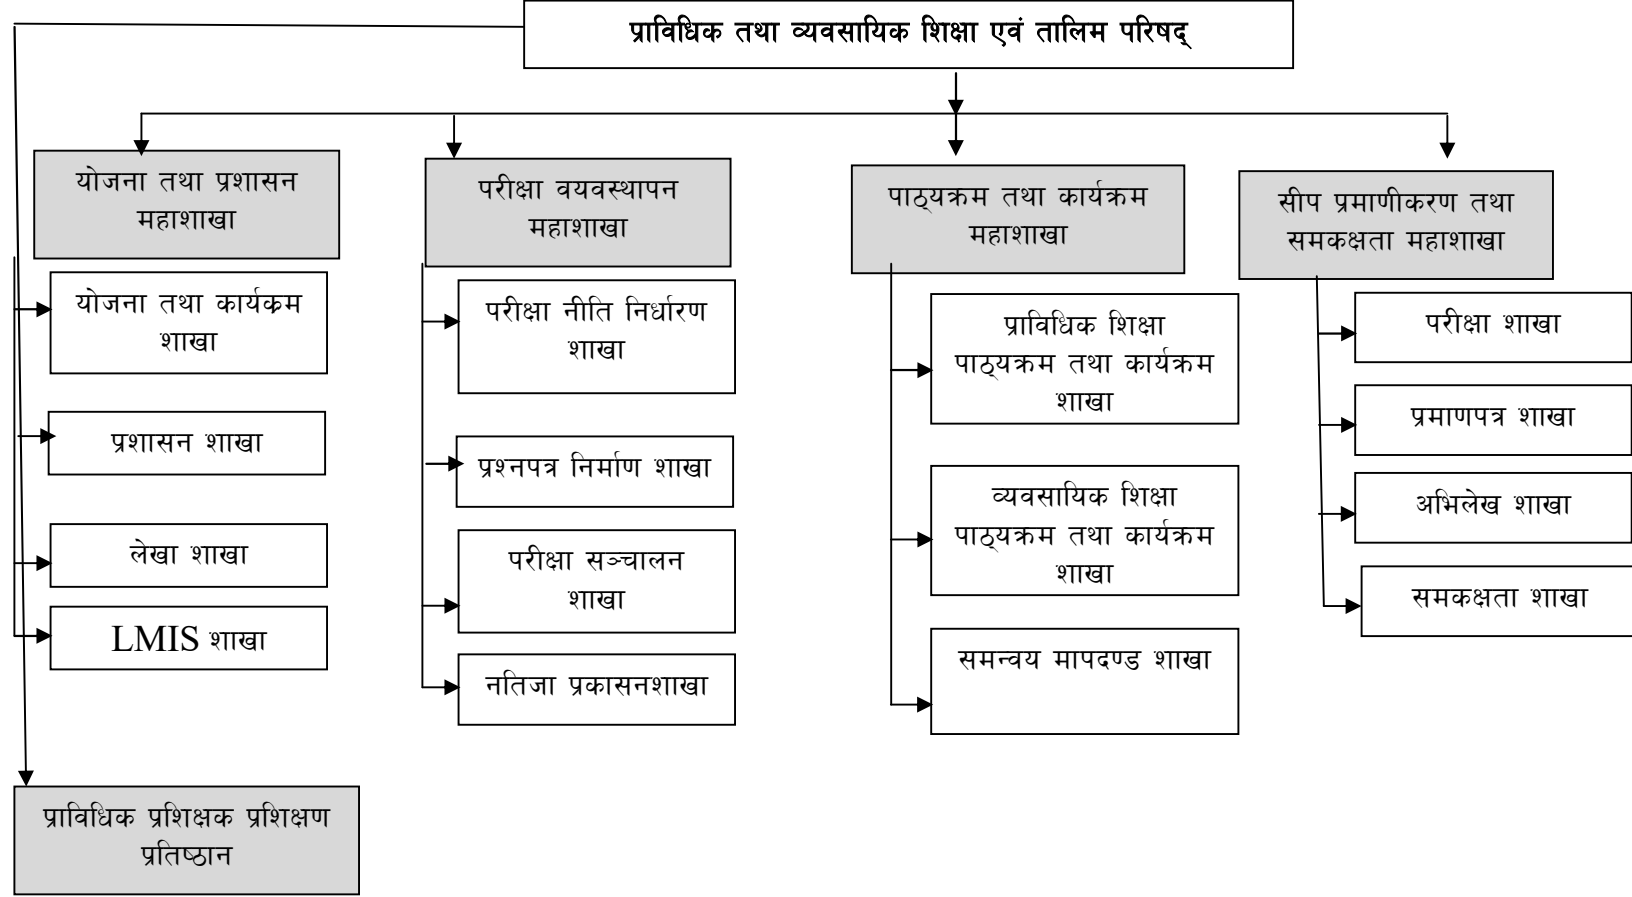 प्राविधिक तथा व्यवसायिक शिक्षा एवं तालिम परिषद्
योजना तथा प्रशासन
महाशाखा
योजना तथा कार्यक्रम
शाखा
प्रशासन शाखा
लेखा शाखा
LMIS शाखा
परीक्षा वयवस्थापन
महाशाखा
परीक्षा नीति निर्धारण
शाखा
प्रश्नपत्र निर्माण शाखा
परीक्षा सञ्चालन
शाखा
नतिजा प्रकासनशाखा
पाठ्यक्रम तथा कार्यक्रम
महाशाखा
प्राविधिक शिक्षा
पाठ्यक्रम तथा कार्यक्रम
शाखा
व्यवसायिक शिक्षा
पाठ्यक्रम तथा कार्यक्रम
शाखा
समन्वय मापदण्ड शाखा
सीप प्रमाणीकरण तथा
समकक्षता महाशाखा
परीक्षा शाखा
प्रमाणपत्र शाखा
अभिलेख शाखा
समकक्षता शाखा
प्राविधिक प्रशिक्षक प्रशिक्षण
प्रतिष्ठान